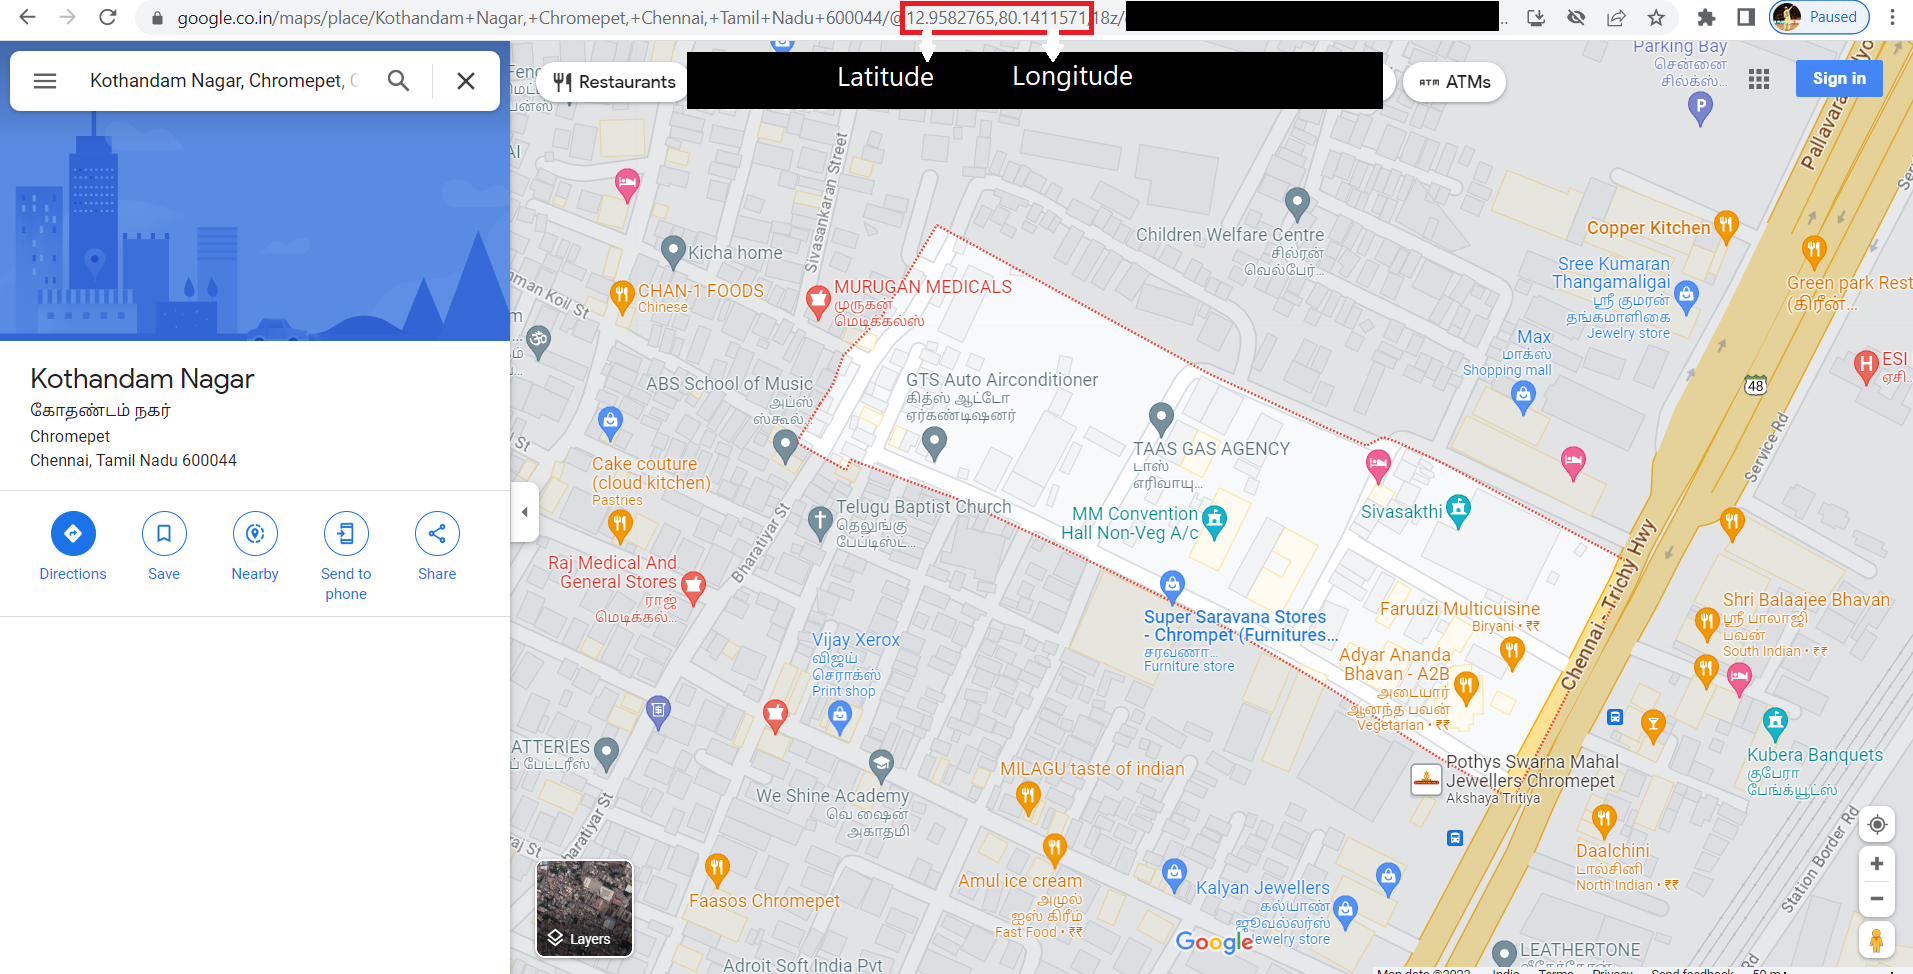 google.co.in/maps/place/Kothandam+Nagar,+Chromepet,+Chennai,+Tamil+Nadu+600044/@12.9582765,80.1411571,18z/
Paused
Latitude
Longitude
Kothandam Nagar, Chromepet, C
Restaurants
ATMs
Sign in
Kothandam Nagar
கோதண்டம் நகர்
Chromepet
Chennai, Tamil Nadu 600044
Directions
Save
Nearby
Send to
phone
Share
Parking Bay
சென்னை
சில்க்ஸ்...
P
Pallavara
Sivasankaran Street
Kicha home
CHAN-1 FOODS
Chinese
man Koil St
MURUGAN MEDICALS
முருகன்
மெடிக்கல்ஸ்
Children Welfare Centre
சில்ரன்
வெல்பேர்...
Copper Kitchen
Sree Kumaran
Thangamaligai
ஸ்ரீ குமரன்
தங்கமாளிகை
Jewelry store
Green park Rest
(கிரீன்...
Max
மாக்ஸ்
Shopping mall
H
ESI
ஏசி
48
Service Rd
ABS School of Music
அப்ஸ்
ஸ்கூல்
GTS Auto Airconditioner
கித்ஸ் ஆட்டோ
ஏர்கண்டிஷனர்
TAAS GAS AGENCY
டாஸ்
எரிவாயு...
Cake couture
(cloud kitchen)
Pastries
Telugu Baptist Church
தெலுங்கு
பேப்டிஸ்ட்...
MM Convention
Hall Non-Veg A/c
Sivasakthi
Bharatiyar St
Raj Medical And
General Stores
ராஜ்
மெடிக்கல்...
Chennai - Trichy Hwy
Super Saravana Stores
- Chrompet (Furnitures...
சரவணா...
Furniture store
Faruuzi Multicuisine
Biryani • ₹₹
Shri Balaajee Bhavan
ஸ்ரீ பாலாஜி
பவன்
South Indian • ₹₹
Vijay Xerox
விஜய்
செராக்ஸ்
Print shop
Adyar Ananda
Bhavan - A2B
அடையார்
ஆனந்த பவன்
Vegetarian • ₹₹
ATTERIES
பேட்டரீஸ்
We Shine Academy
வெ ஷைன்
அகாதமி
MILAGU taste of indian
Pothys Swarna Mahal
Jewellers Chromepet
Akshaya Tritiya
Kubera Banquets
குபேரா
பேங்க்யூட்ஸ்
haratiyar St
Station Border Rd
Faasos Chromepet
Amul ice cream
அமுல்
ஐஸ் கிரீம்
Fast Food • ₹₹
Kalyan Jewellers
கல்யாண்
ஜூவல்லர்ஸ்
Jewelry store
Daalchini
டால்சினி
North Indian • ₹₹
Layers
Google
LEATHERTONE
Adroit Soft India Pvt
Map data ©2022 India Terms Privacy Send feedback 50 m